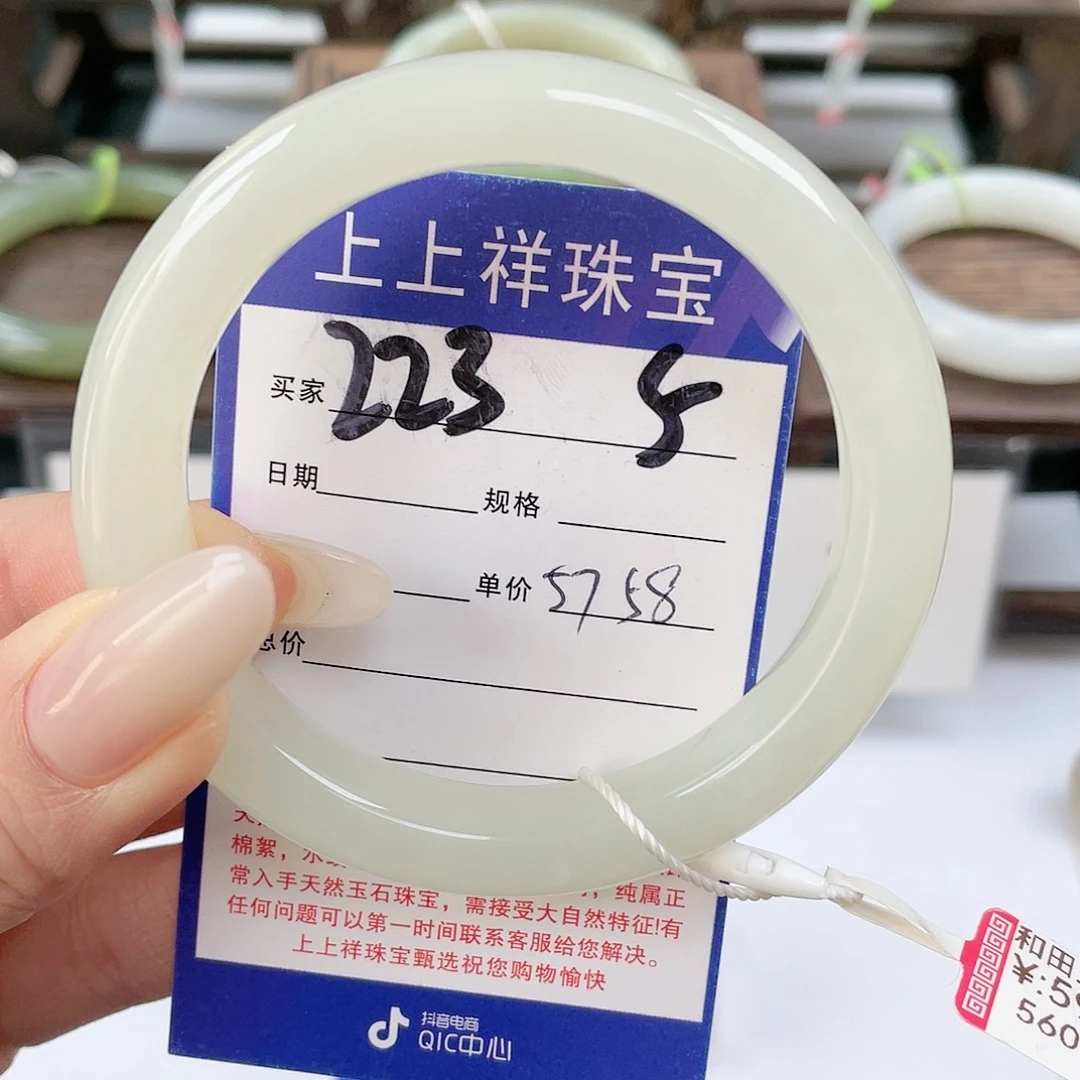 上上祥珠宝
买家 223 5
日期 规格
单价 5758
总价
棉絮，
常入手天然玉石珠宝，需接受大自然特征!有
任何问题可以第一时间联系客服给您解决。
上上祥珠宝甄选祝您购物愉快
抖音电商
QIC中心
和田
￥:59
560